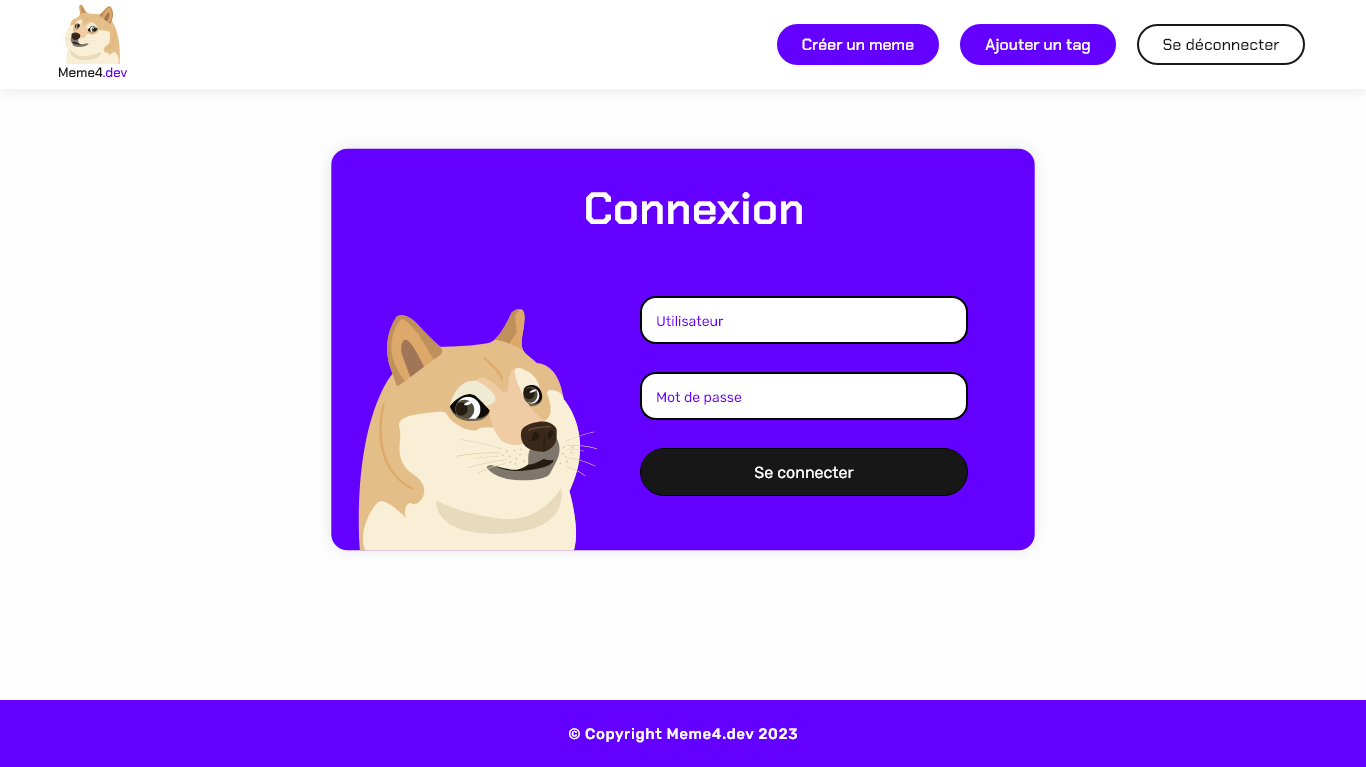 Meme4.dev
Créer un meme
Ajouter un tag
Se déconnecter
Connexion
Utilisateur
Mot de passe
Se connecter
© Copyright Meme4.dev 2023